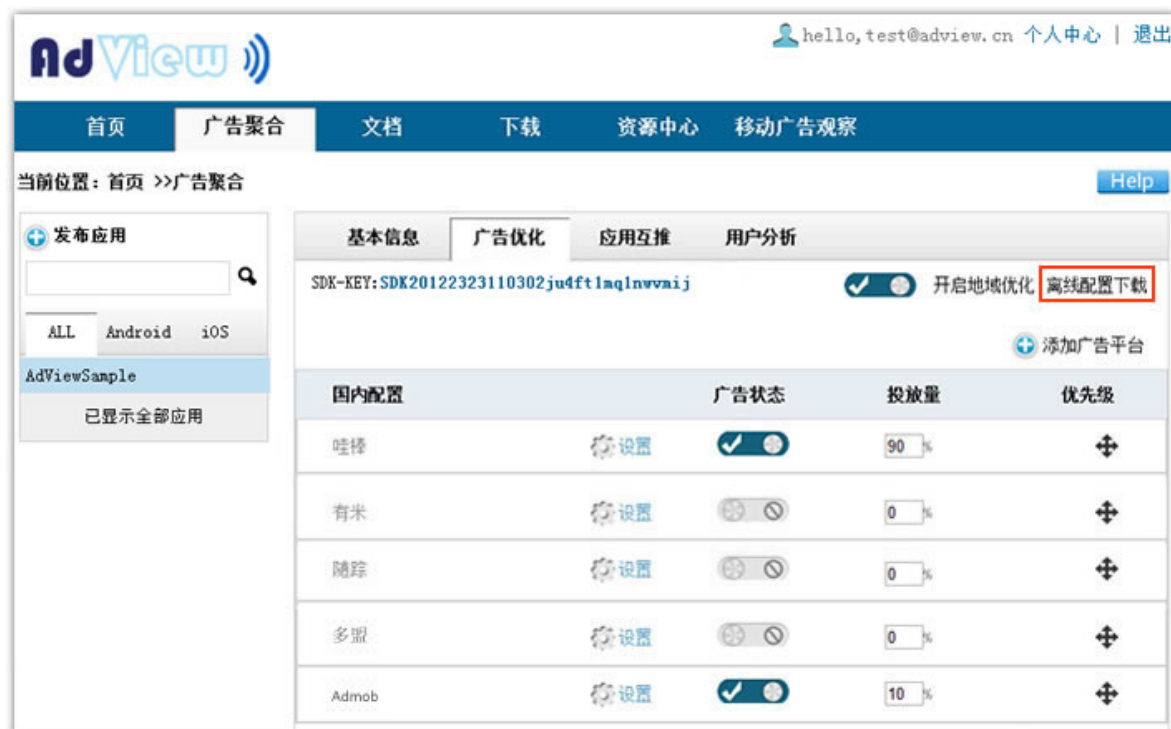 AdView
hello,test@adview.cn 个人中心 | 退出
首页 广告聚合 文档 下载 资源中心 移动广告观察
当前位置：首页 >>广告聚合
Help
发布应用
ALL Android iOS
AdViewSample
已显示全部应用
基本信息 广告优化 应用互推 用户分析
SDK-KEY:SDK20122323110302ju4ft1mq1nwvmij
开启地域优化 离线配置下载
添加广告平台
国内配置 广告状态 投放量 优先级
哇棒 设置 90 %
有米 设置 0 %
随踪 设置 0 %
多盟 设置 0 %
Admob 设置 10 %